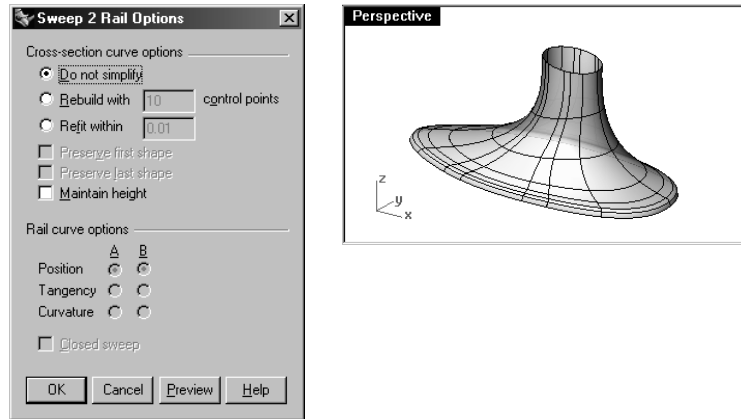 Sweep 2 Rail Options
Cross-section curve options
Do not simplify
Rebuild with 10 control points
Refit within 0.01
Preserve first shape
Preserve last shape
Maintain height
Rail curve options
A B
Position
Tangency
Curvature
Closed sweep
OK Cancel Preview Help
Perspective
z
y
x